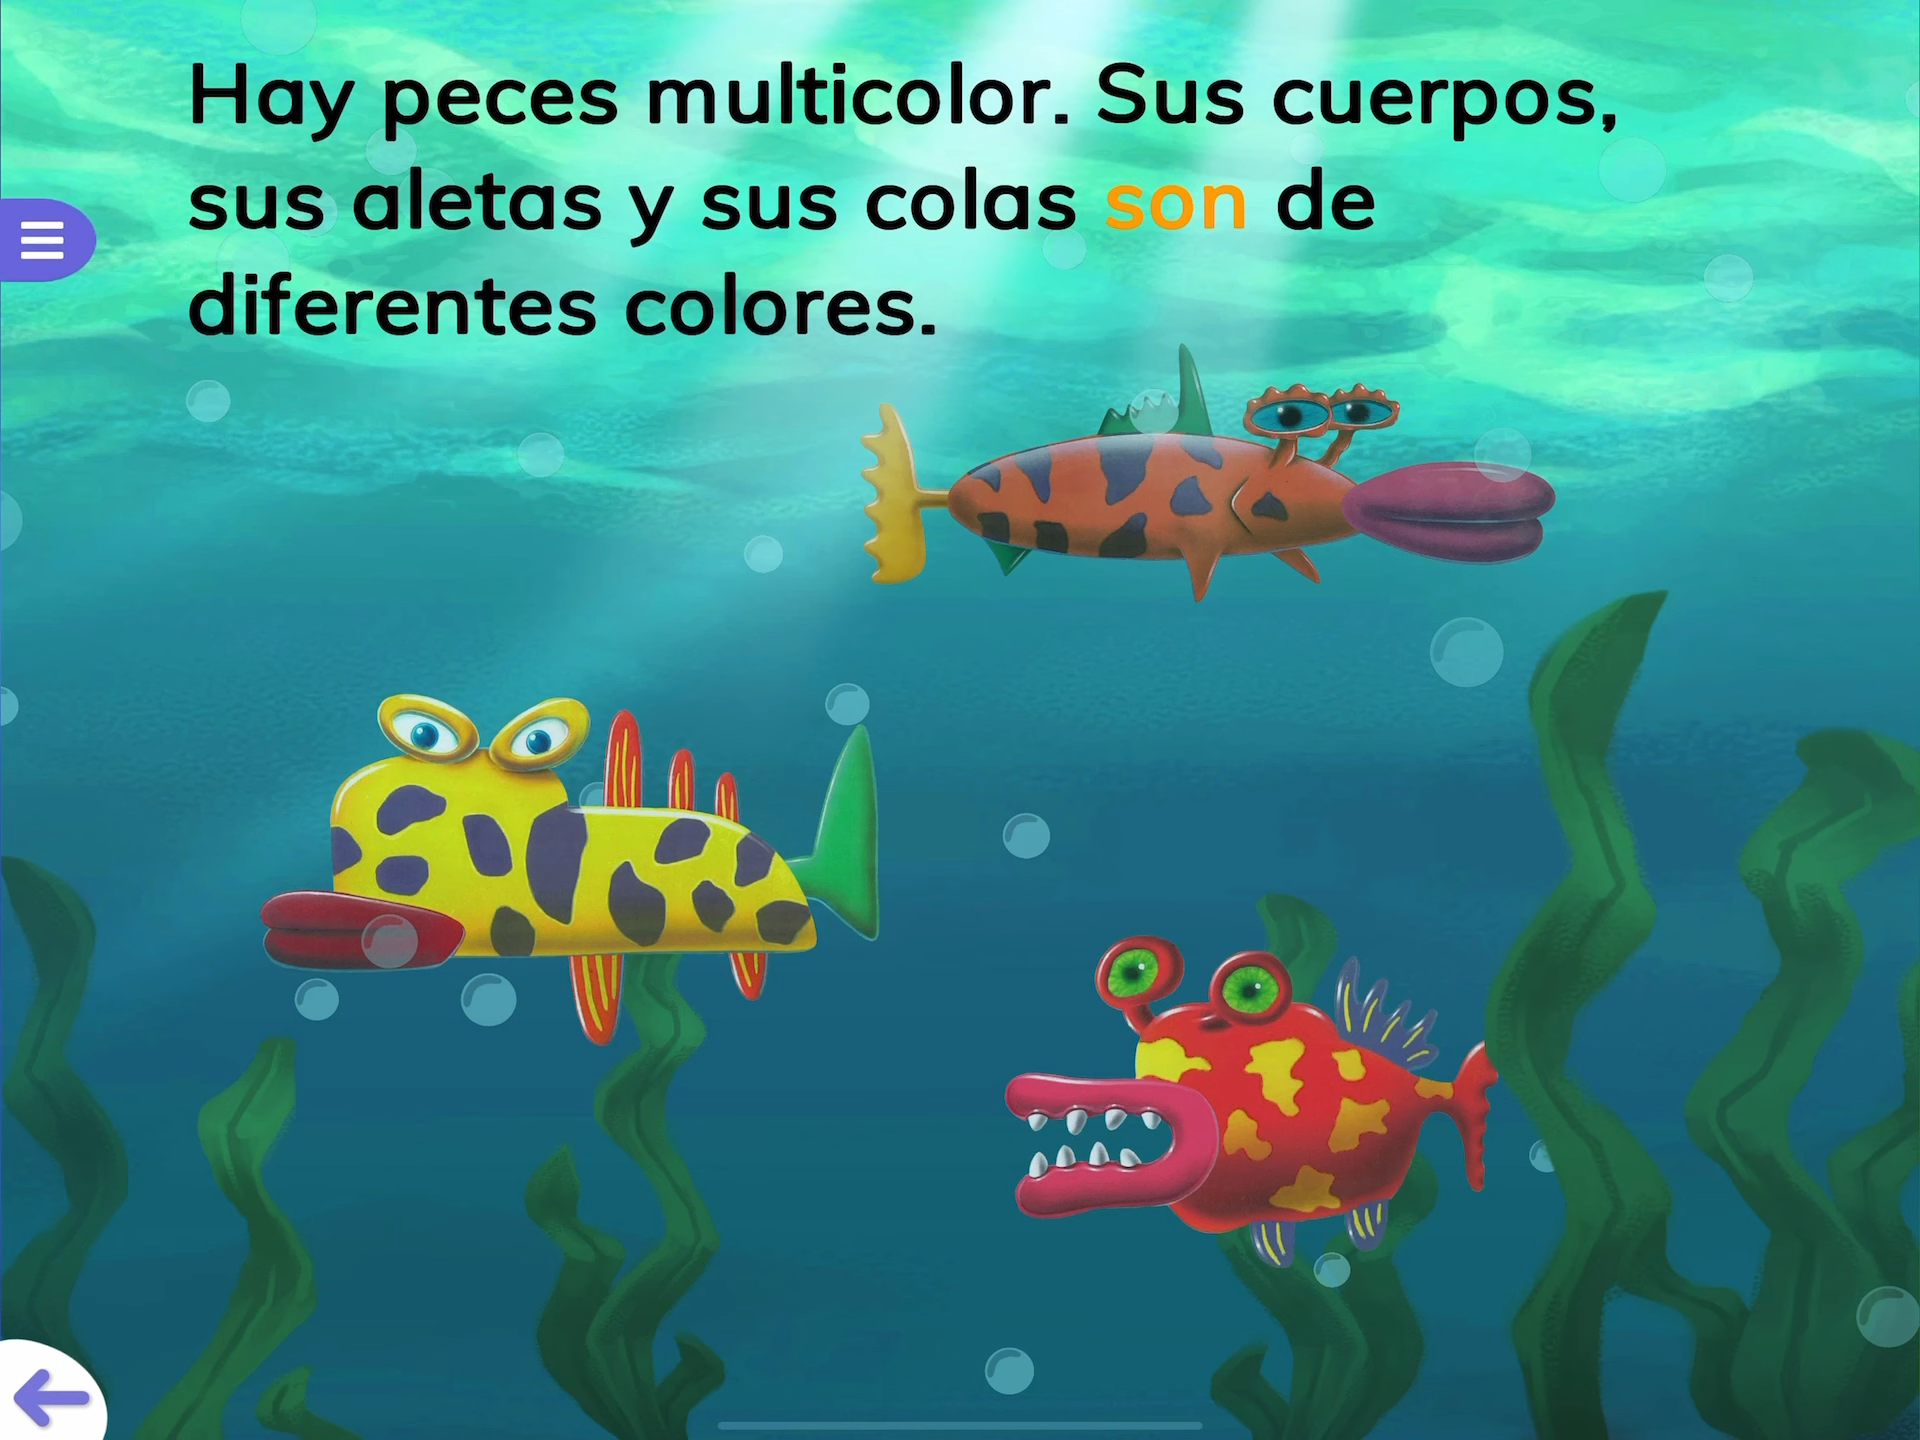 Hay peces multicolor. Sus cuerpos,
sus aletas y sus colas son de
diferentes colores.